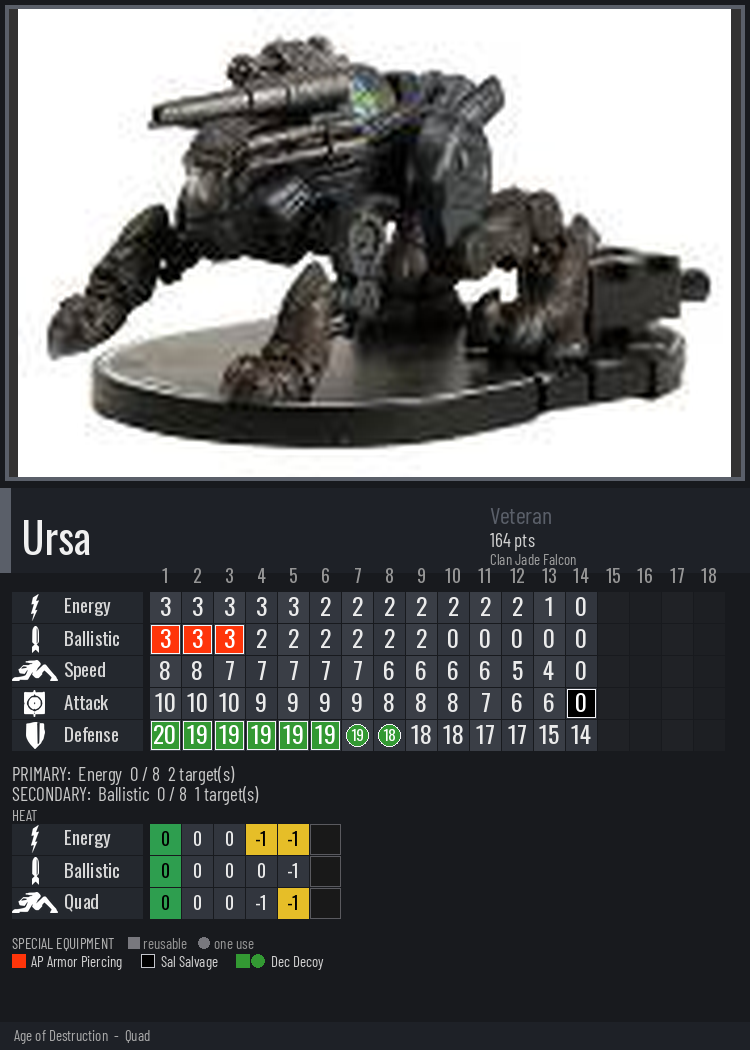 Ursa
Veteran
164 pts
Clan Jade Falcon
1 2 3 4 5 6 7 8 9 10 11 12 13 14 15 16 17 18
Energy 3 3 3 3 3 2 2 2 2 2 2 2 1 0
Ballistic 3 3 3 2 2 2 2 2 2 0 0 0 0 0
Speed 8 8 7 7 7 7 7 6 6 6 6 5 4 0
Attack 10 10 10 9 9 9 9 8 8 8 7 6 6 0
Defense 20 19 19 19 19 19 19 18 18 18 17 17 15 14
PRIMARY: Energy 0 / 8 2 target(s)
SECONDARY: Ballistic 0 / 8 1 target(s)
HEAT
Energy 0 0 0 -1 -1
Ballistic 0 0 0 0 -1
Quad 0 0 0 -1 -1
SPECIAL EQUIPMENT reusable one use
AP Armor Piercing Sal Salvage Dec Decoy
Age of Destruction - Quad